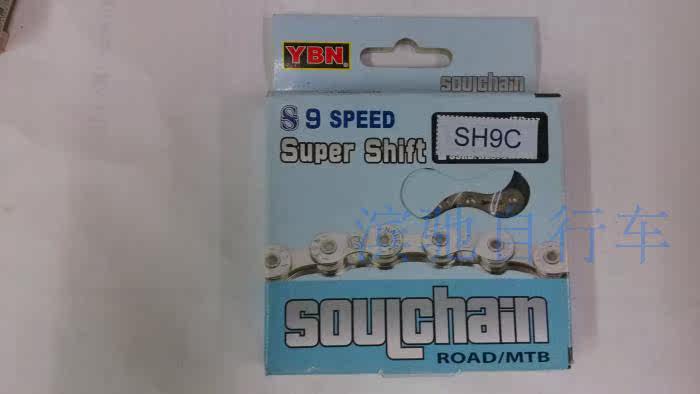 YBN
soulchain
S 9 SPEED
SH9C
Super Shift
滨驰自行车
soulchain
ROAD/MTB